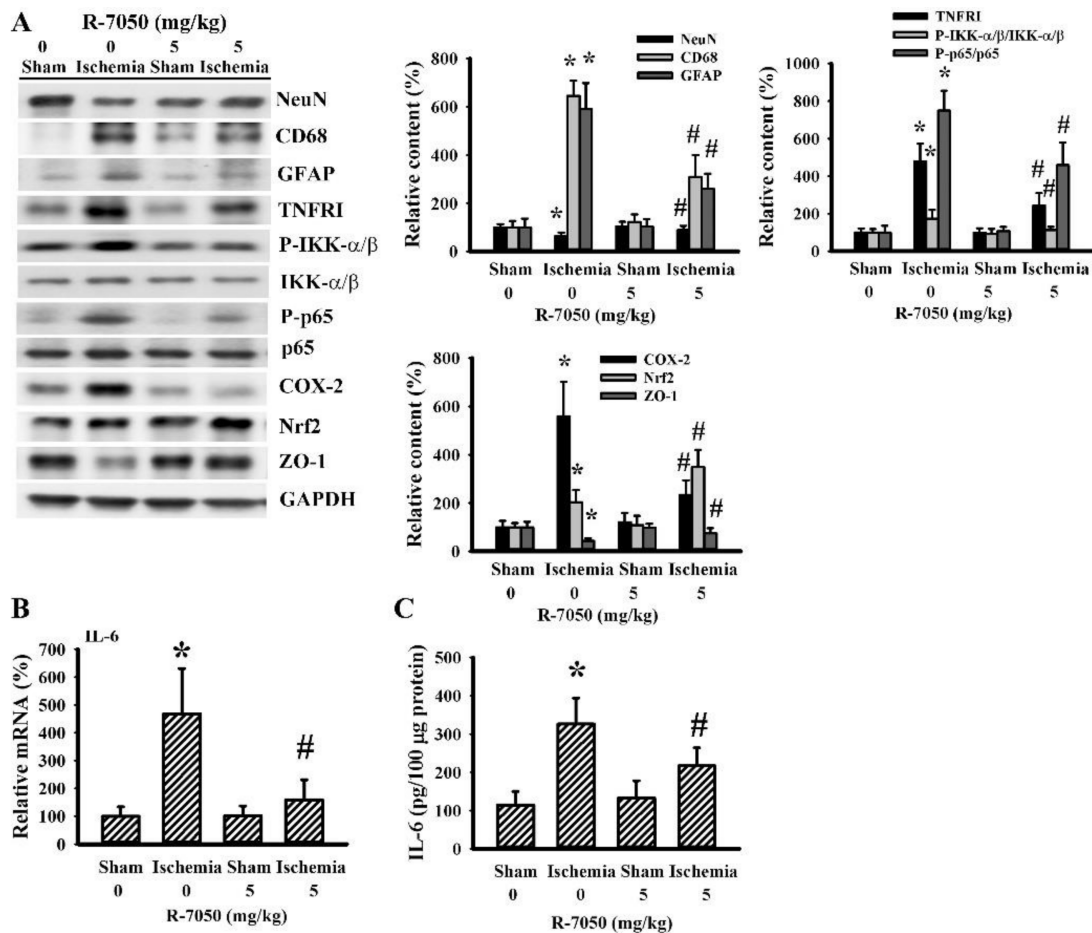 A
R-7050 (mg/kg)
0 0 5 5
Sham Ischemia Sham Ischemia
NeuN
CD68
GFAP
TNFRI
P-IKK-α/β
IKK-α/β
P-p65
p65
COX-2
Nrf2
ZO-1
GAPDH
NeuN
CD68
GFAP
Relative content (%)
800
600
400
200
0
* * *
# # #
Sham Ischemia Sham Ischemia
0 0 5 5
R-7050 (mg/kg)
TNFRI
P-IKK-α/β/IKK-α/β
P-p65/p65
Relative content (%)
1000
800
600
400
200
0
* * *
# # #
Sham Ischemia Sham Ischemia
0 0 5 5
R-7050 (mg/kg)
COX-2
Nrf2
ZO-1
Relative content (%)
800
600
400
200
0
* * *
# # #
Sham Ischemia Sham Ischemia
0 0 5 5
R-7050 (mg/kg)
B
IL-6
Relative mRNA (%)
700
600
500
400
300
200
100
0
*
#
Sham Ischemia Sham Ischemia
0 0 5 5
R-7050 (mg/kg)
C
IL-6 (pg/100 μg protein)
500
400
300
200
100
0
*
#
Sham Ischemia Sham Ischemia
0 0 5 5
R-7050 (mg/kg)